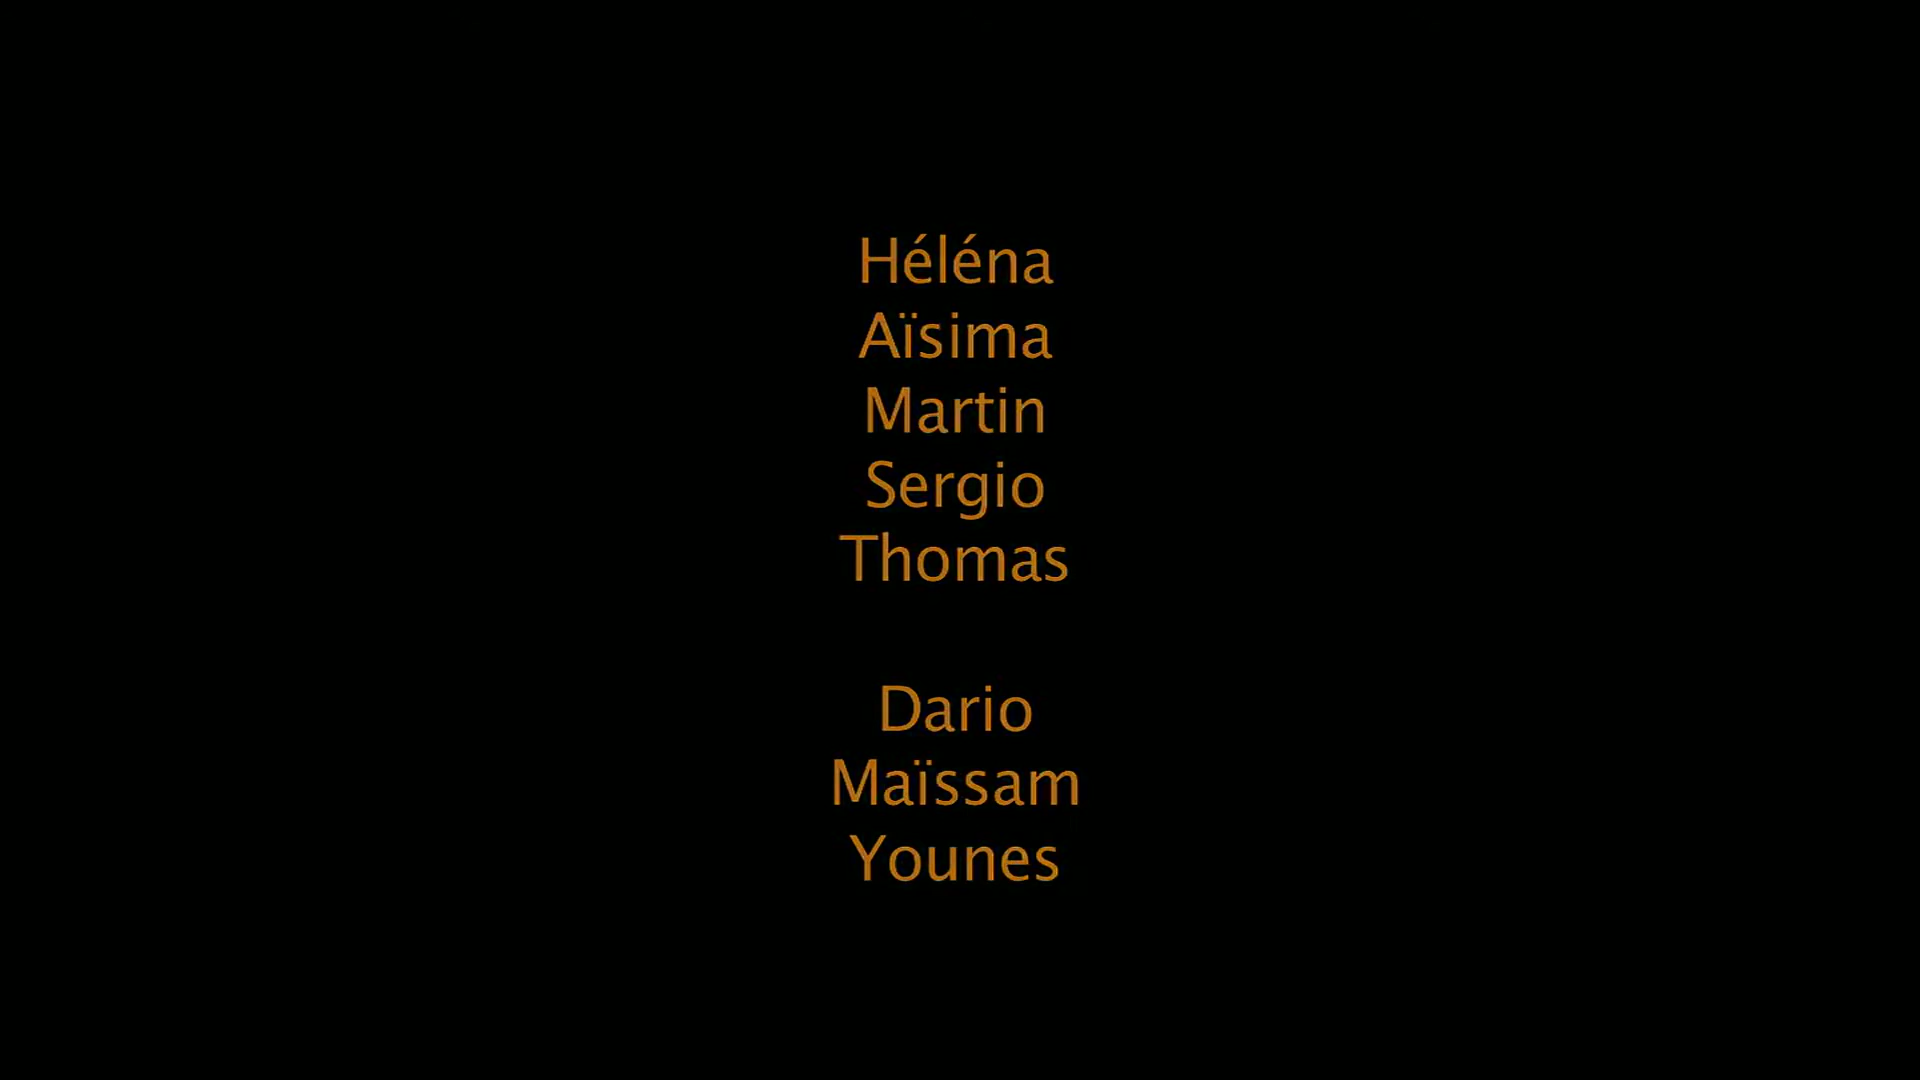 Héléna
Aïsima
Martin
Sergio
Thomas
Dario
Maïssam
Younes